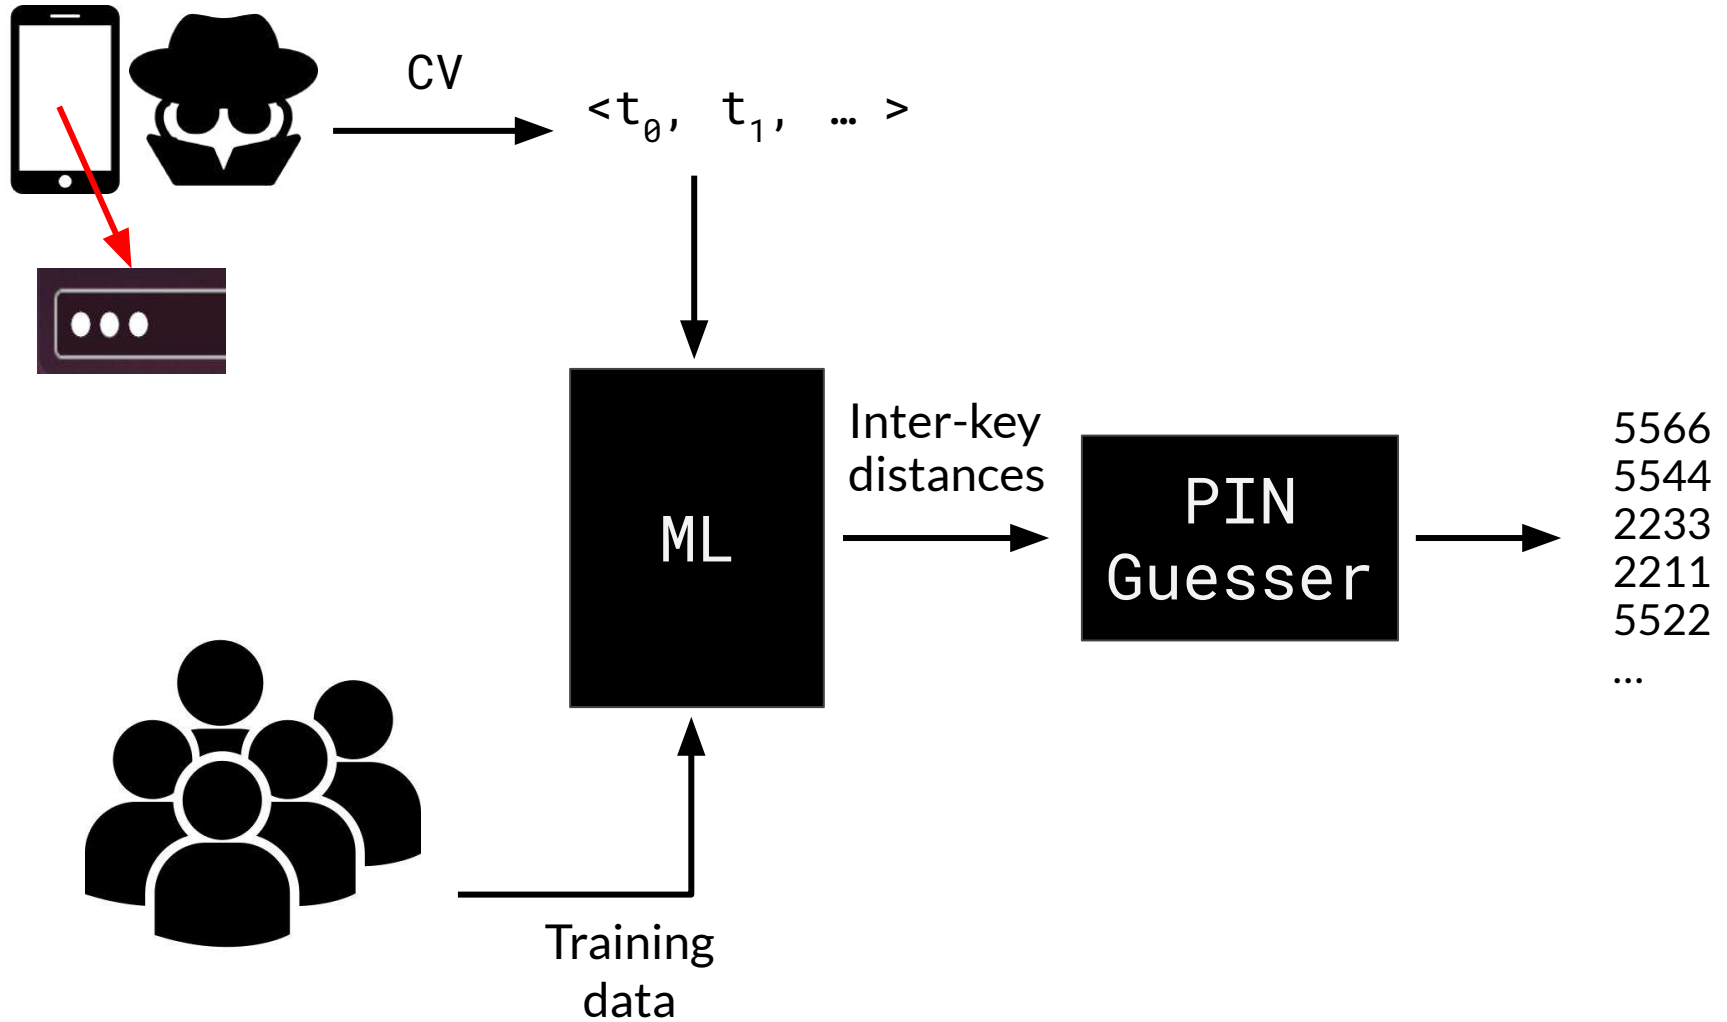 CV
<t₀, t₁, … >
Inter-key
distances
ML
PIN
Guesser
5566
5544
2233
2211
5522
...
Training
data